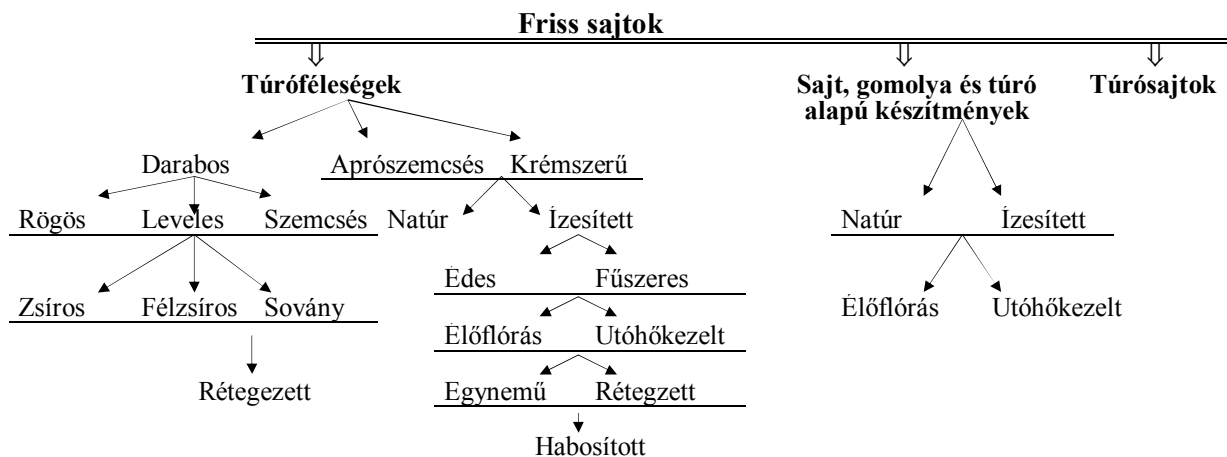 Friss sajtok
Túróféleségek
Sajt, gomolya és túró
alapú készítmények
Túrósajtok
Darabos
Aprószemcsés Krémszerű
Rögös Leveles Szemcsés
Natúr Ízesített
Natúr Ízesített
Édes Fűszeres
Zsíros Félzsíros Sovány
Élőflórás Utóhőkezelt
Élőflórás Utóhőkezelt
Rétegezett
Egynemű Rétegzett
Habosított